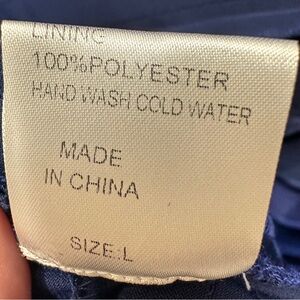 LINING
100%POLYESTER
HAND WASH COLD WATER
MADE
IN CHINA
SIZE:L